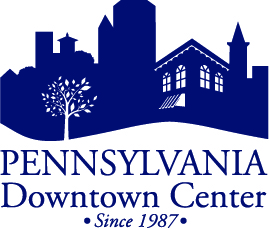 PENNSYLVANIA
Downtown Center
• Since 1987 •